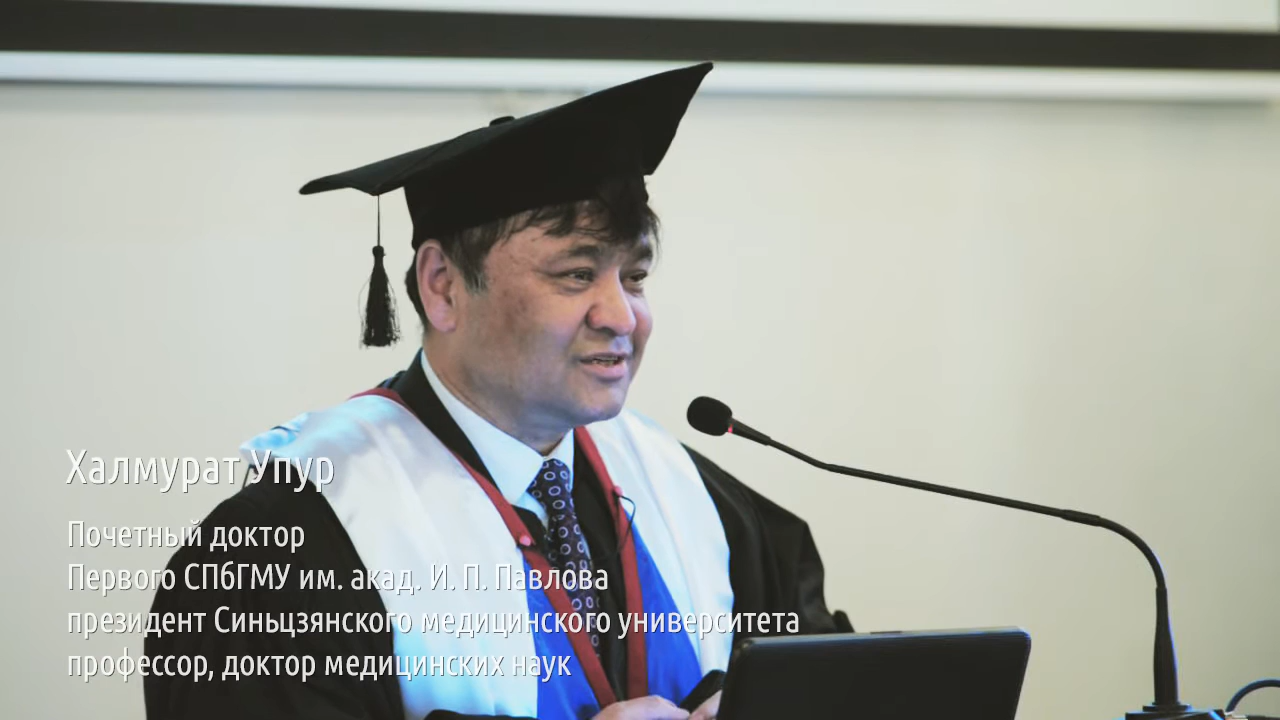 Халмурат Упур
Почетный доктор
Первого СПбГМУ им. акад. И. П. Павлова
президент Синьцзянского медицинского университета
профессор, доктор медицинских наук